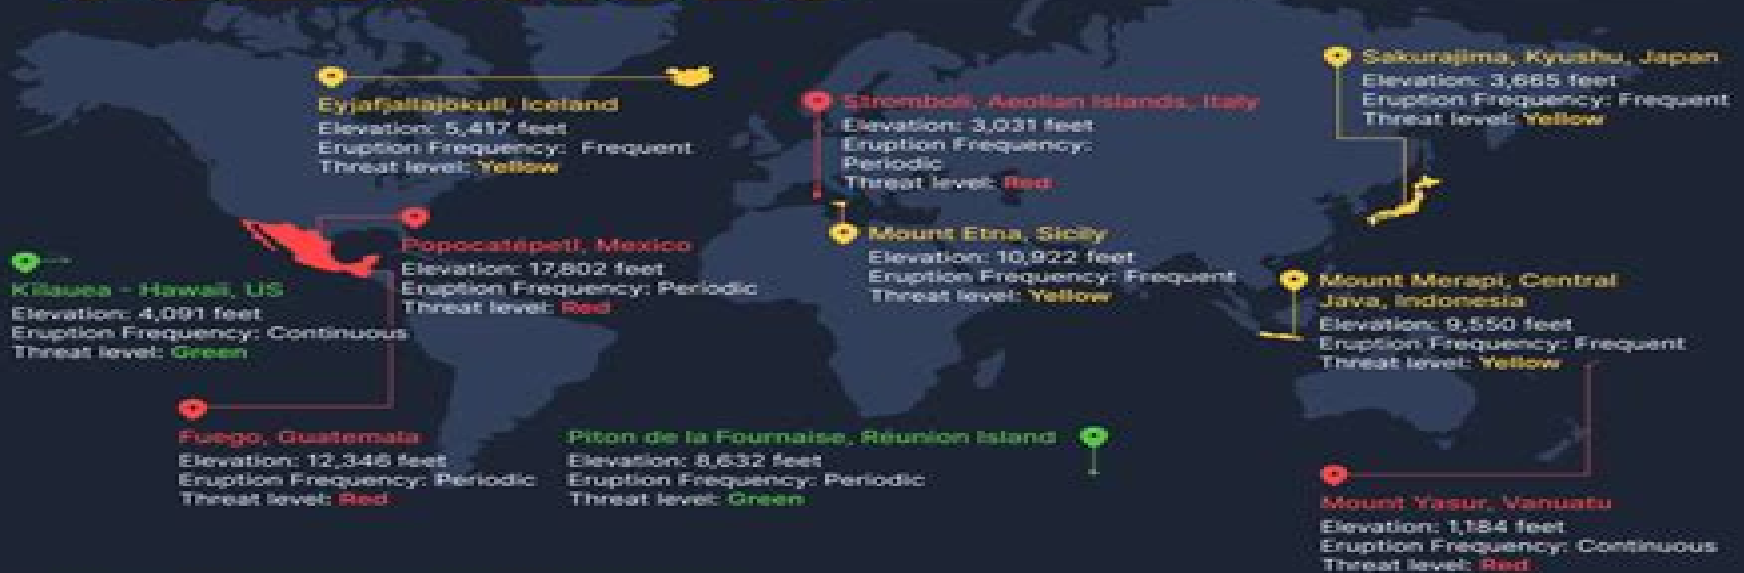 Eyjafjallajökull, Iceland
Elevation: 5,417 feet
Eruption Frequency: Frequent
Threat level: Yellow
Stromboli, Aeolian Islands, Italy
Elevation: 3,031 feet
Eruption Frequency:
Periodic
Threat level: Red
Sakurajima, Kyushu, Japan
Elevation: 3,665 feet
Eruption Frequency: Frequent
Threat level: Yellow
Kilauea - Hawaii, US
Elevation: 4,091 feet
Eruption Frequency: Continuous
Threat level: Green
Popocatépetl, Mexico
Elevation: 17,802 feet
Eruption Frequency: Periodic
Threat level: Red
Mount Etna, Sicily
Elevation: 10,922 feet
Eruption Frequency: Frequent
Threat level: Yellow
Mount Merapi, Central
Java, Indonesia
Elevation: 9,550 feet
Eruption Frequency: Frequent
Threat level: Yellow
Fuego, Guatemala
Elevation: 12,346 feet
Eruption Frequency: Periodic
Threat level: Red
Piton de la Fournaise, Réunion Island
Elevation: 8,632 feet
Eruption Frequency: Periodic
Threat level: Green
Mount Yasur, Vanuatu
Elevation: 1,184 feet
Eruption Frequency: Continuous
Threat level: Red